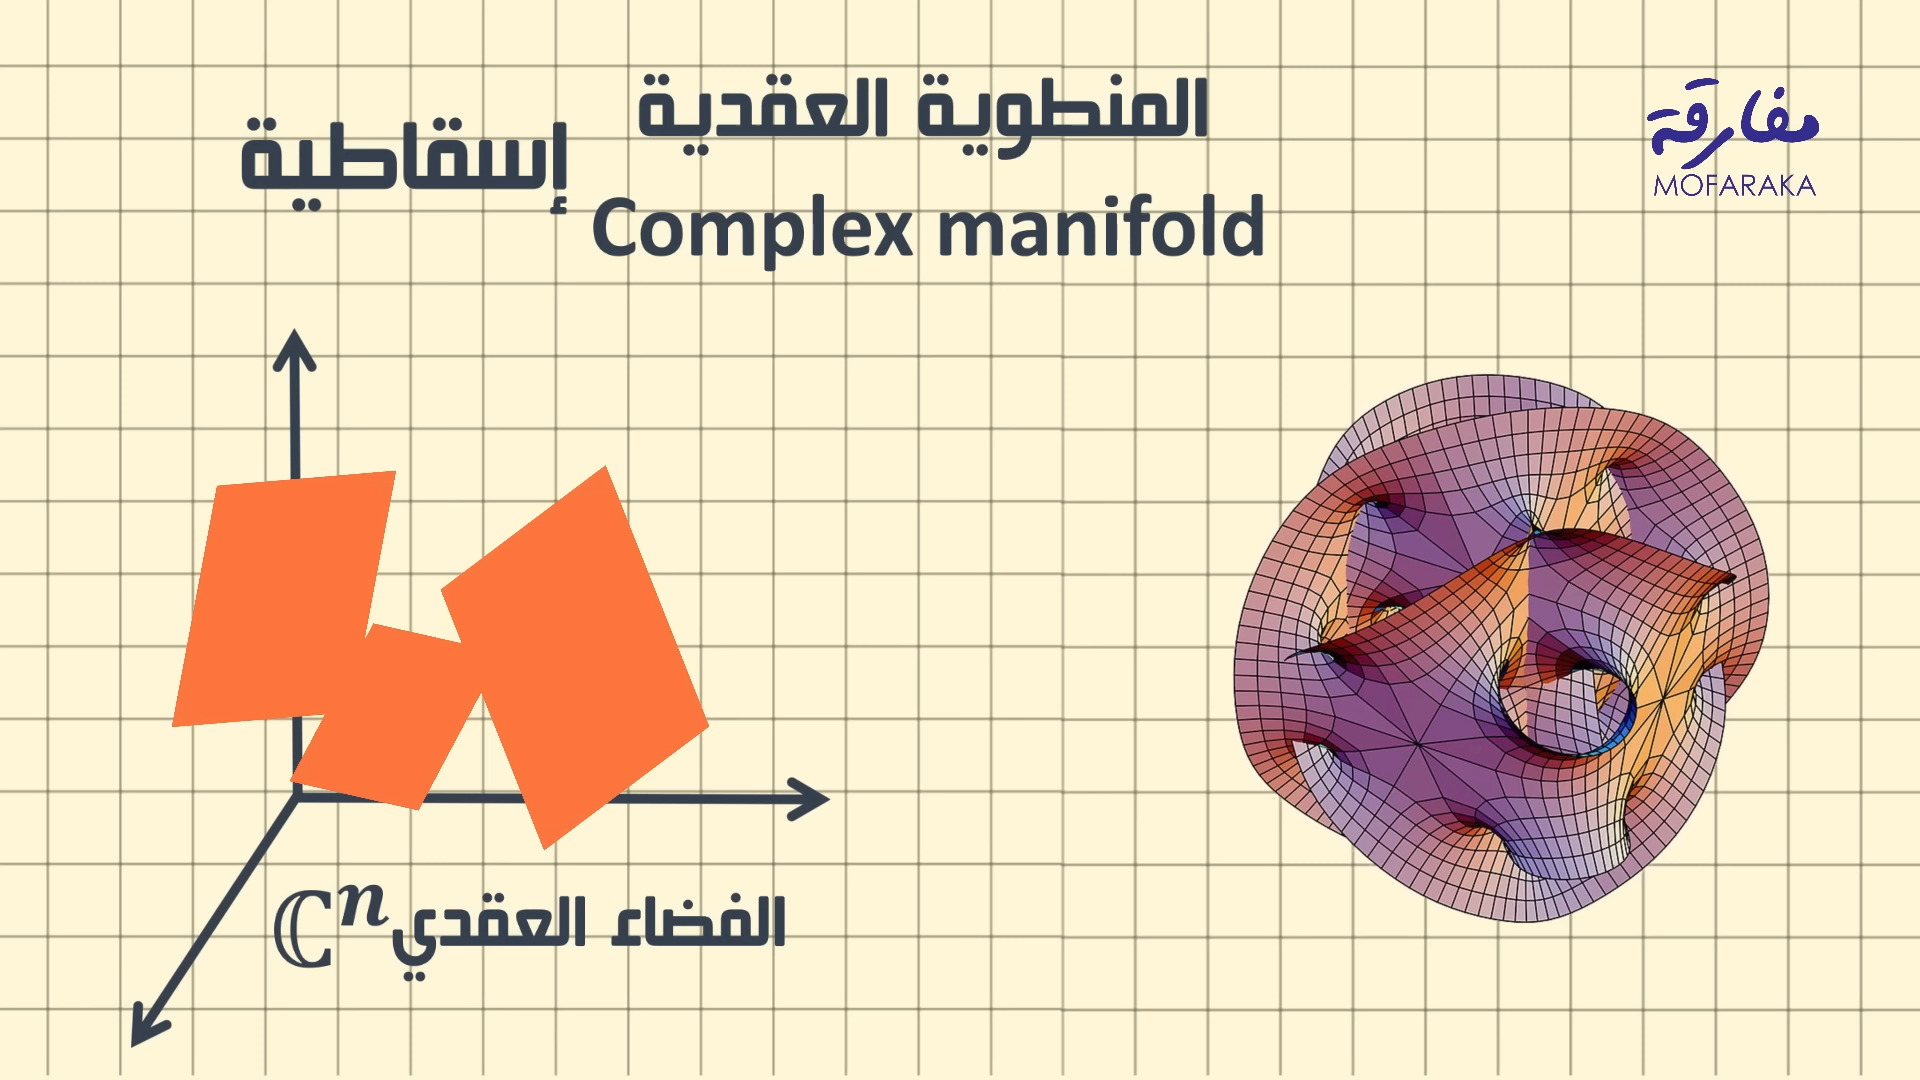 المنطوية العقدية
إسقاطية
Complex manifold
مفارقة
MOFARAKA
الفضاء العقدي ℂⁿ